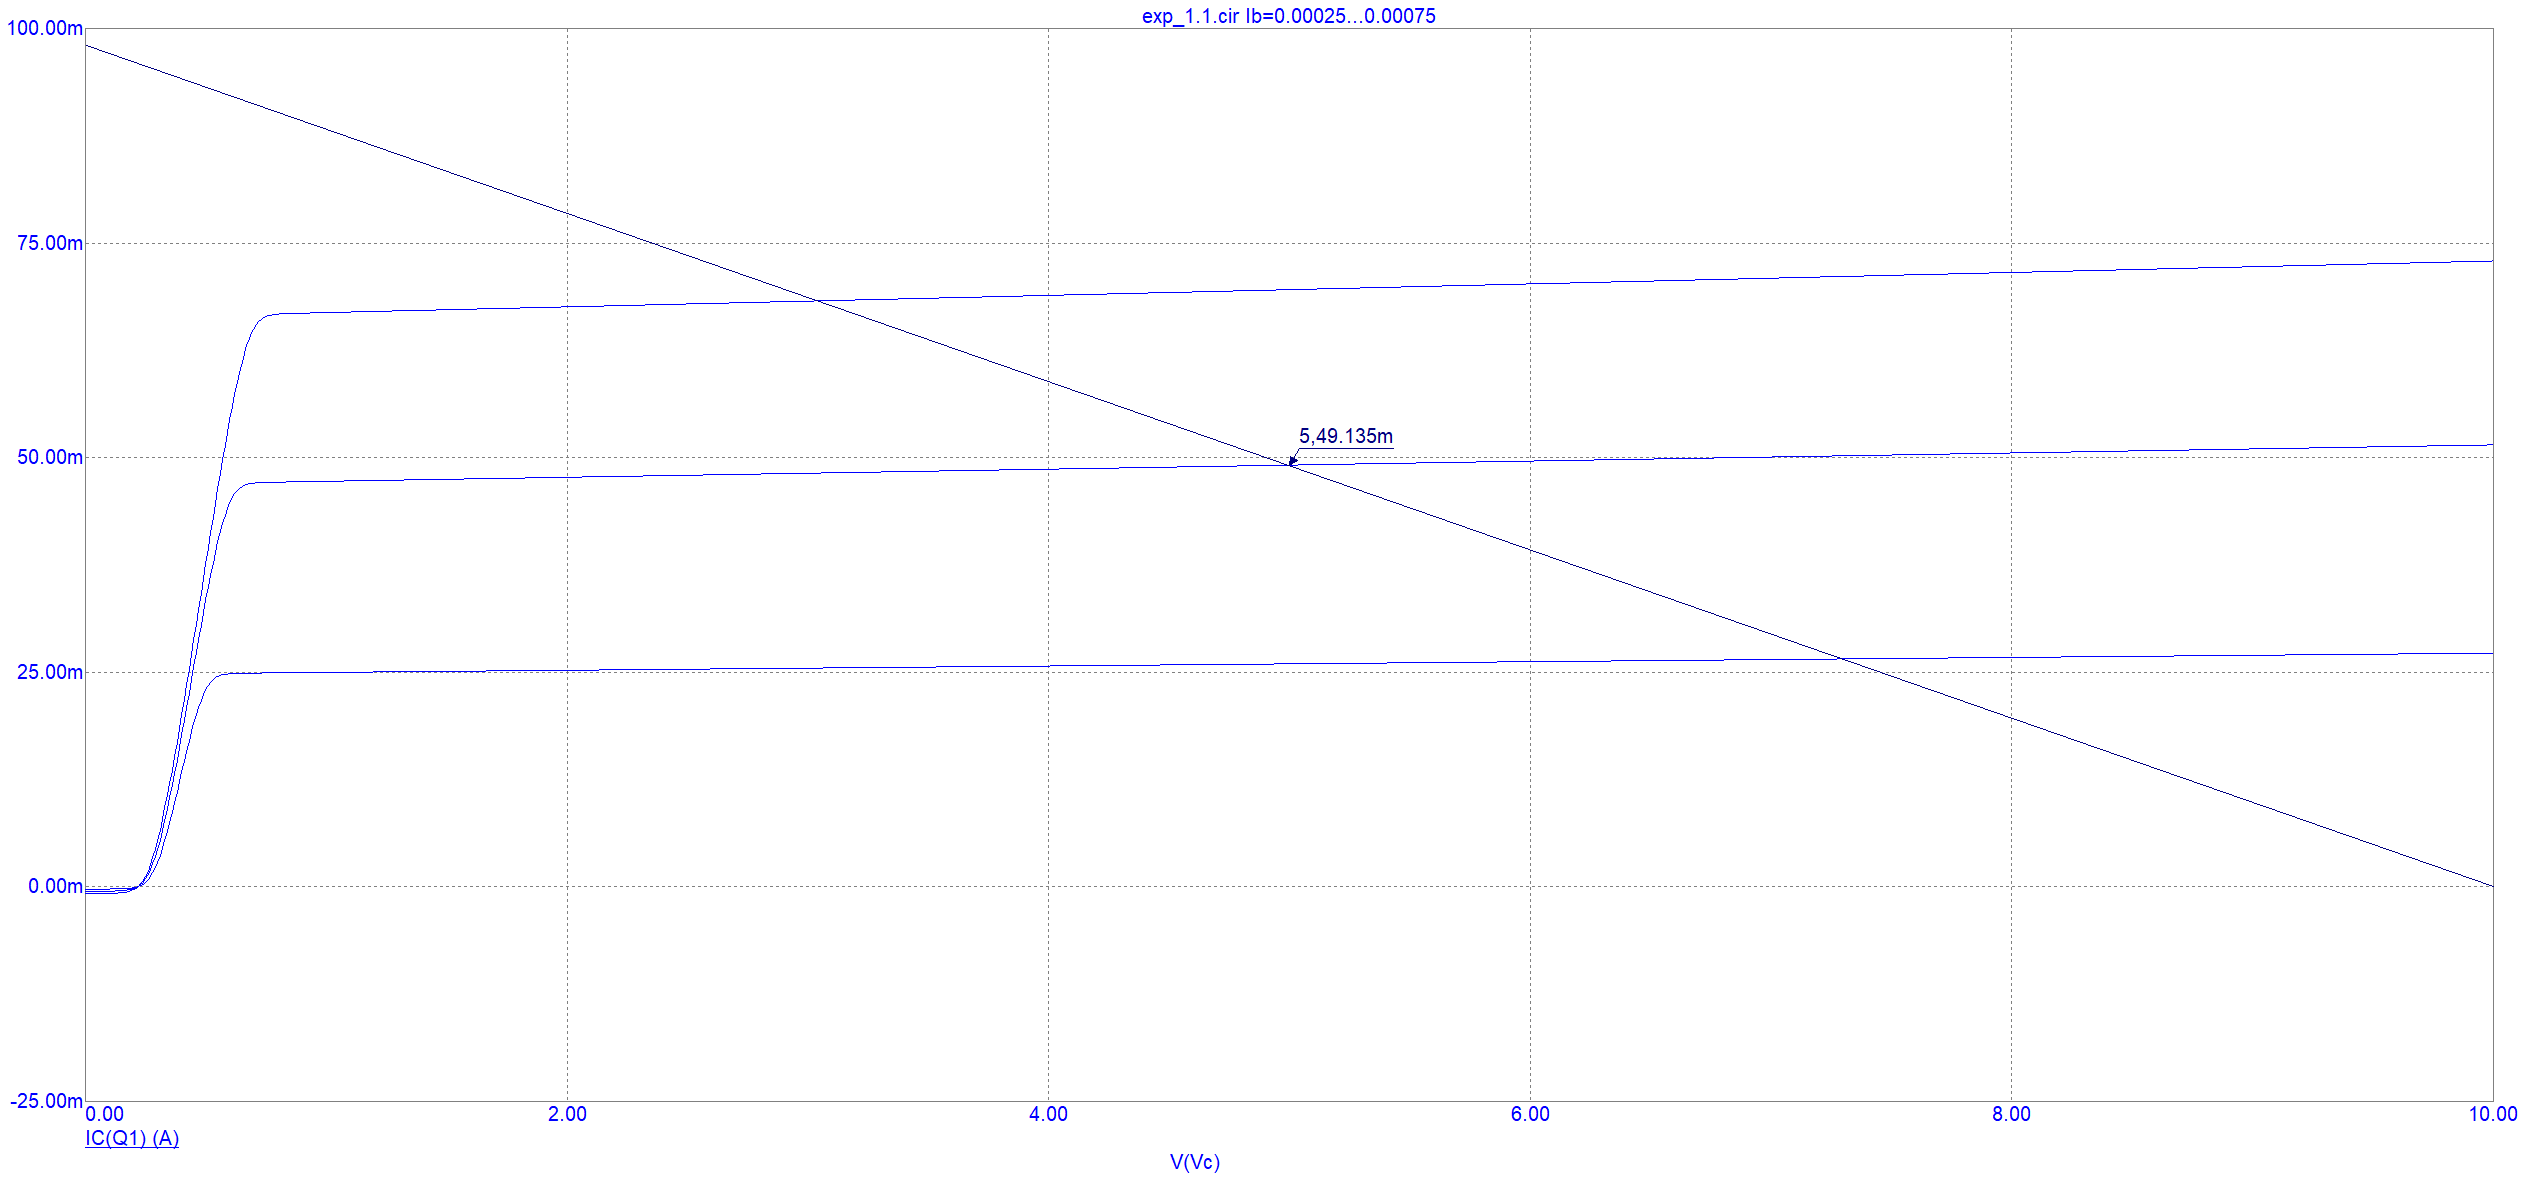 exp_1.1.cir Ib=0.00025...0.00075
100.00m
75.00m
5,49.135m
50.00m
25.00m
0.00m
-25.00m
0.00 2.00 4.00 6.00 8.00 10.00
IC(Q1) (A)
V(Vc)